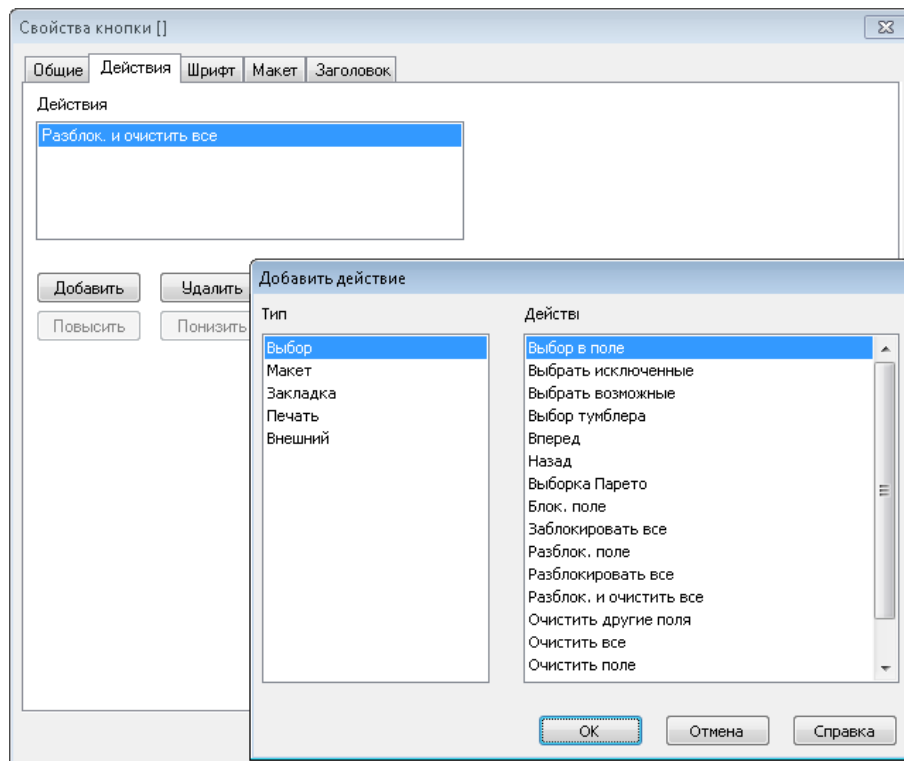 Свойства кнопки []
Общие Действия Шрифт Макет Заголовок
Действия
Разблок. и очистить все
Добавить Удалить
Повысить Понизить
Добавить действие
Тип
Выбор
Макет
Закладка
Печать
Внешний
Действі
Выбор в поле
Выбрать исключенные
Выбрать возможные
Выбор тумблера
Вперед
Назад
Выборка Парето
Блок. поле
Заблокировать все
Разблок. поле
Разблокировать все
Разблок. и очистить все
Очистить другие поля
Очистить все
Очистить поле
OK Отмена Справка